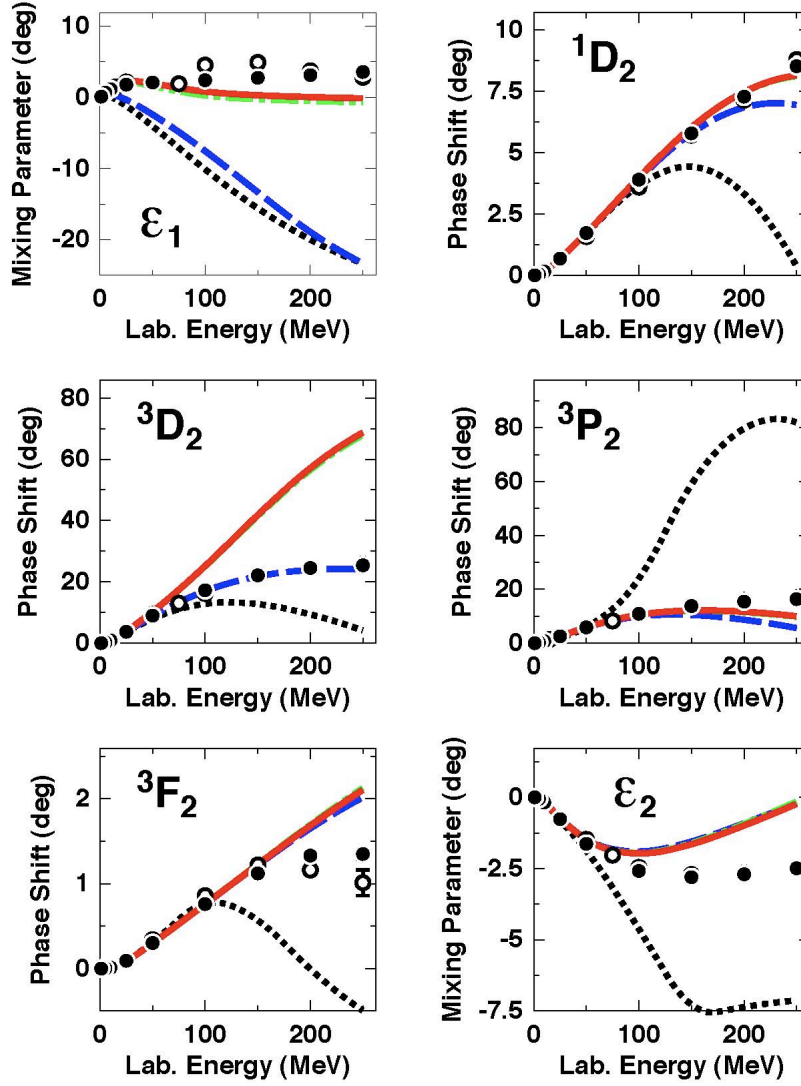 Mixing Parameter (deg)
10
0
-10
-20
ε1
0 100 200
Lab. Energy (MeV)
Phase Shift (deg)
10
7.5
5
2.5
0
1D2
0 100 200
Lab. Energy (MeV)
Phase Shift (deg)
80
60
40
20
0
3D2
0 100 200
Lab. Energy (MeV)
Phase Shift (deg)
80
60
40
20
0
3P2
0 100 200
Lab. Energy (MeV)
Phase Shift (deg)
2
1
0
3F2
0 100 200
Lab. Energy (MeV)
Mixing Parameter (deg)
0
-2.5
-5
-7.5
ε2
0 100 200
Lab. Energy (MeV)